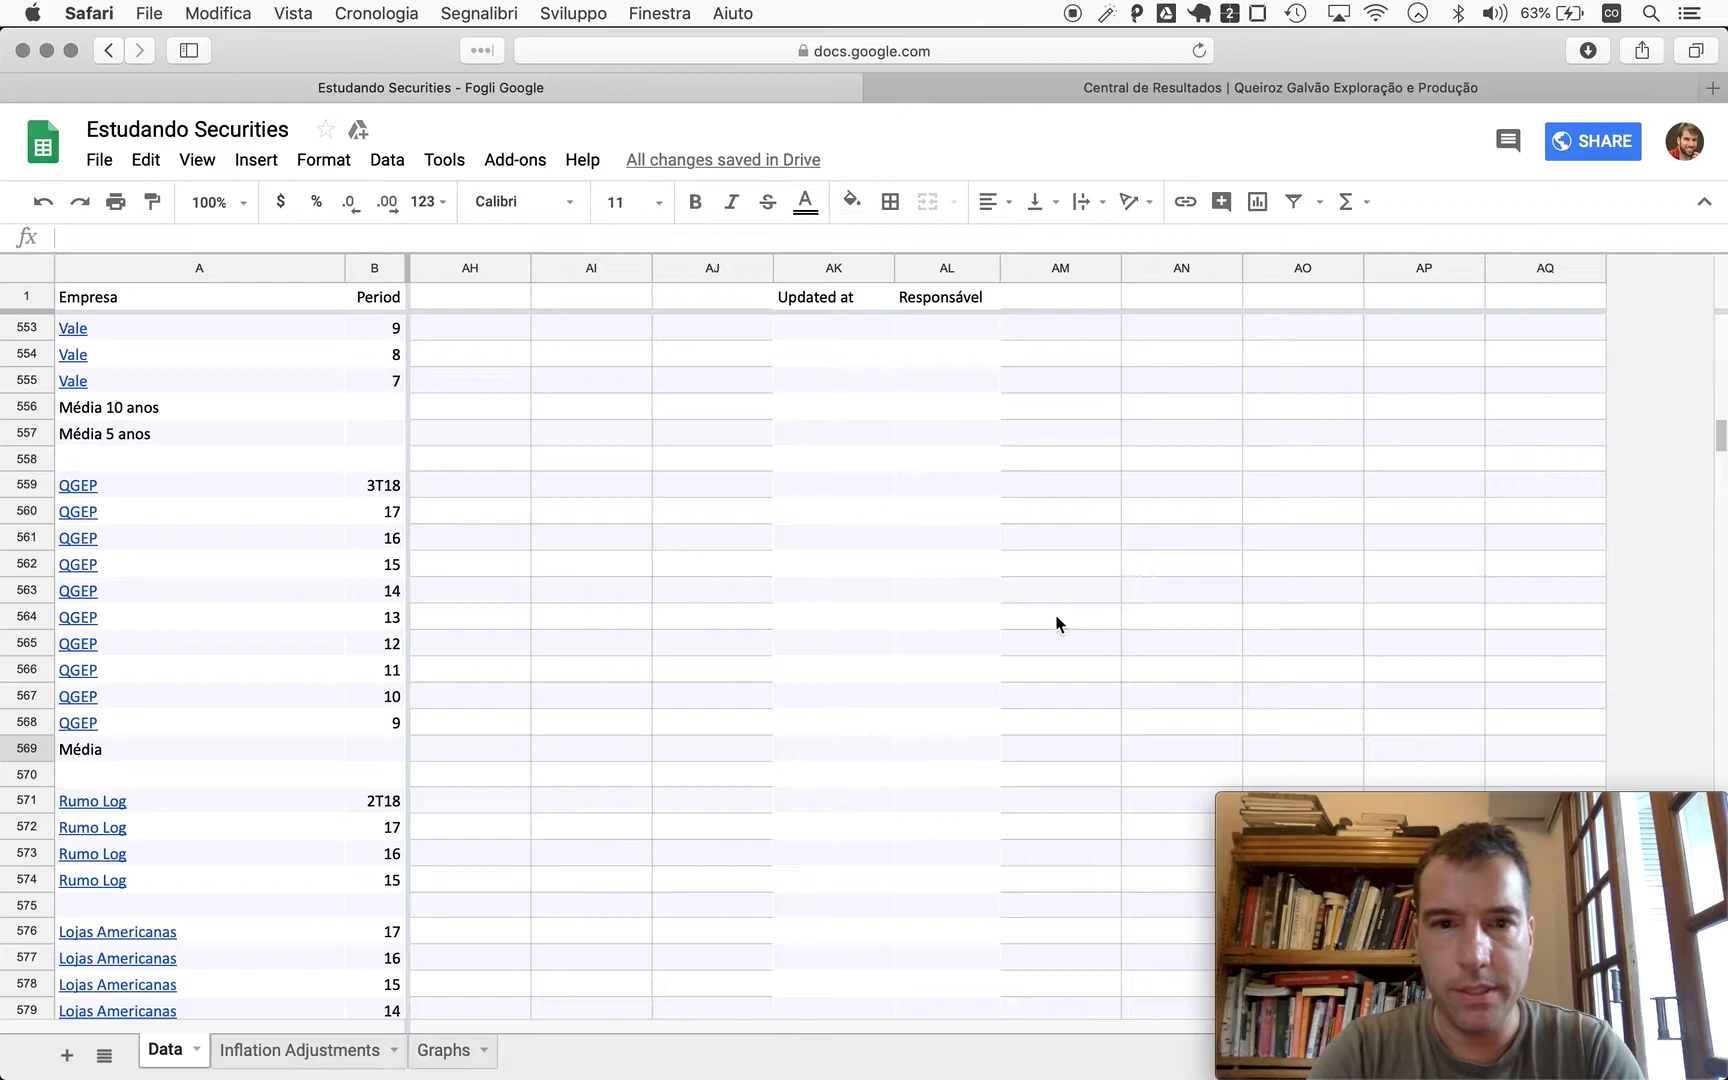 Safari File Modifica Vista Cronologia Segnalibri Sviluppo Finestra Aiuto 2 63% CO
docs.google.com
Estudando Securities - Fogli Google Central de Resultados | Queiroz Galvão Exploração e Produção
Estudando Securities
SHARE
File Edit View Insert Format Data Tools Add-ons Help All changes saved in Drive
100% $ % .0 .00 123 Calibri 11 B I S A
fx
A B AH AI AJ AK AL AM AN AO AP AQ
1 Empresa Period Updated at Responsável
553 Vale 9
554 Vale 8
555 Vale 7
556 Média 10 anos
557 Média 5 anos
558
559 QGEP 3T18
560 QGEP 17
561 QGEP 16
562 QGEP 15
563 QGEP 14
564 QGEP 13
565 QGEP 12
566 QGEP 11
567 QGEP 10
568 QGEP 9
569 Média
570
571 Rumo Log 2T18
572 Rumo Log 17
573 Rumo Log 16
574 Rumo Log 15
575
576 Lojas Americanas 17
577 Lojas Americanas 16
578 Lojas Americanas 15
579 Lojas Americanas 14
Data Inflation Adjustments Graphs